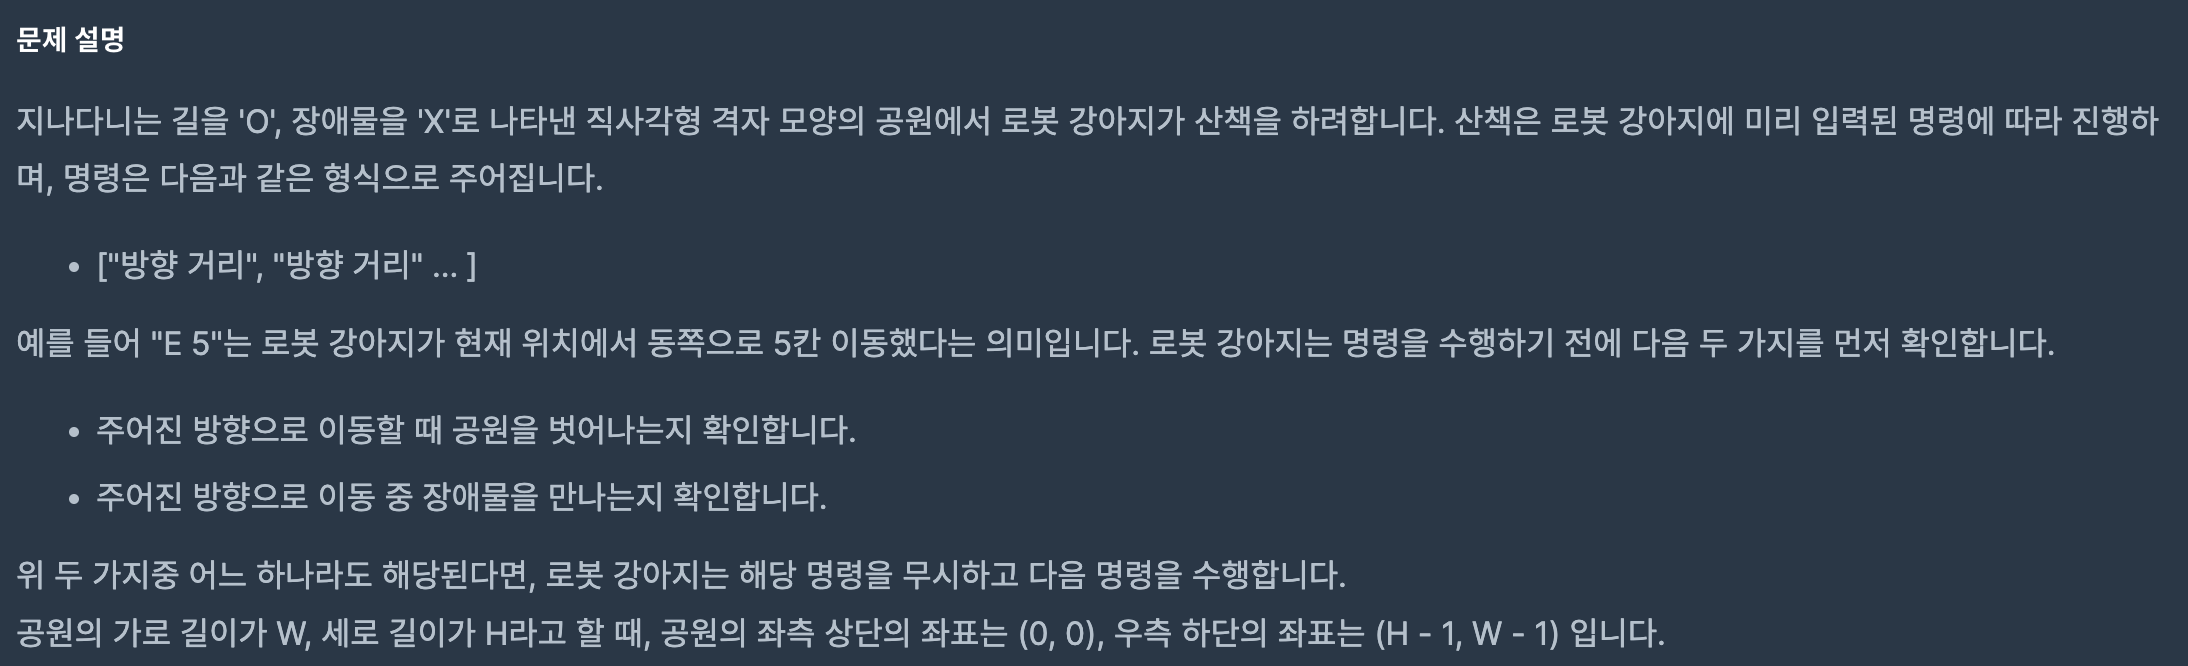 문제 설명
지나다니는 길을 'O', 장애물을 'X'로 나타낸 직사각형 격자 모양의 공원에서 로봇 강아지가 산책을 하려합니다. 산책은 로봇 강아지에 미리 입력된 명령에 따라 진행하
며, 명령은 다음과 같은 형식으로 주어집니다.
• ["방향 거리", "방향 거리" … ]
예를 들어 "E 5"는 로봇 강아지가 현재 위치에서 동쪽으로 5칸 이동했다는 의미입니다. 로봇 강아지는 명령을 수행하기 전에 다음 두 가지를 먼저 확인합니다.
• 주어진 방향으로 이동할 때 공원을 벗어나는지 확인합니다.
• 주어진 방향으로 이동 중 장애물을 만나는지 확인합니다.
위 두 가지중 어느 하나라도 해당된다면, 로봇 강아지는 해당 명령을 무시하고 다음 명령을 수행합니다.
공원의 가로 길이가 W, 세로 길이가 H라고 할 때, 공원의 좌측 상단의 좌표는 (0, 0), 우측 하단의 좌표는 (H - 1, W - 1) 입니다.